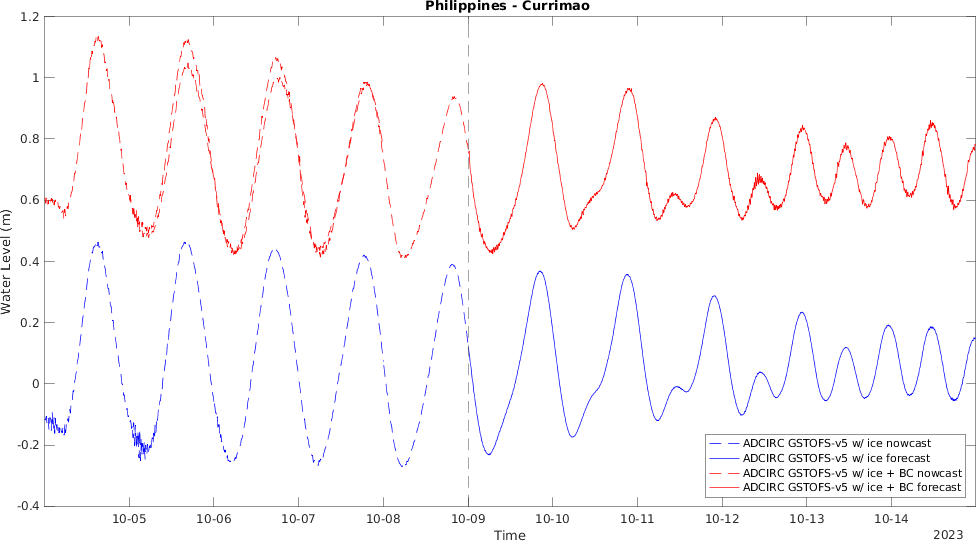 Philippines - Currimao
1.2
1
0.8
0.6
0.4
0.2
0
-0.2
-0.4
Water Level (m)
10-05 10-06 10-07 10-08 10-09 10-10 10-11 10-12 10-13 10-14
Time
2023
ADCIRC GSTOFS-v5 w/ ice nowcast
ADCIRC GSTOFS-v5 w/ ice forecast
ADCIRC GSTOFS-v5 w/ ice + BC nowcast
ADCIRC GSTOFS-v5 w/ ice + BC forecast